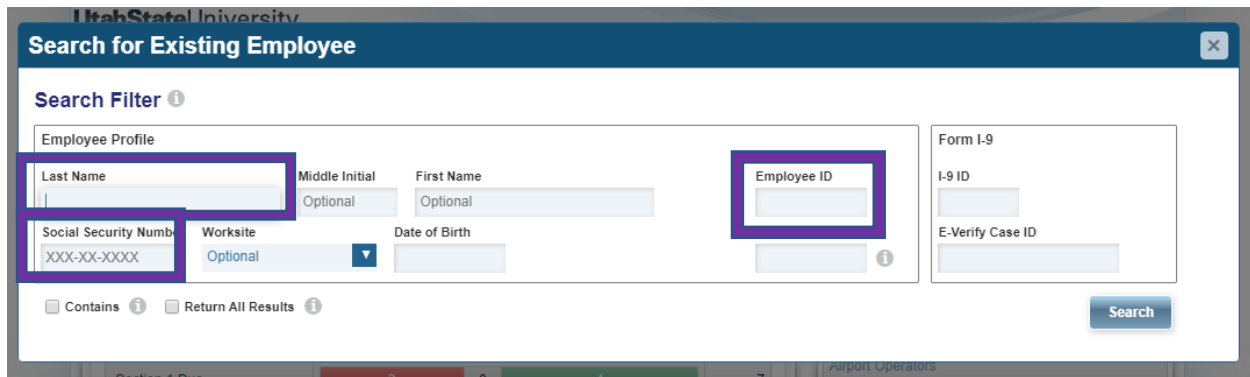 UtahState University
Search for Existing Employee
Search Filter
Employee Profile
Form I-9
Last Name Middle Initial First Name Employee ID I-9 ID
Optional Optional
Social Security Numbe Worksite Date of Birth E-Verify Case ID
XXX-XX-XXXX Optional
Contains Return All Results
Search
Airport Operators